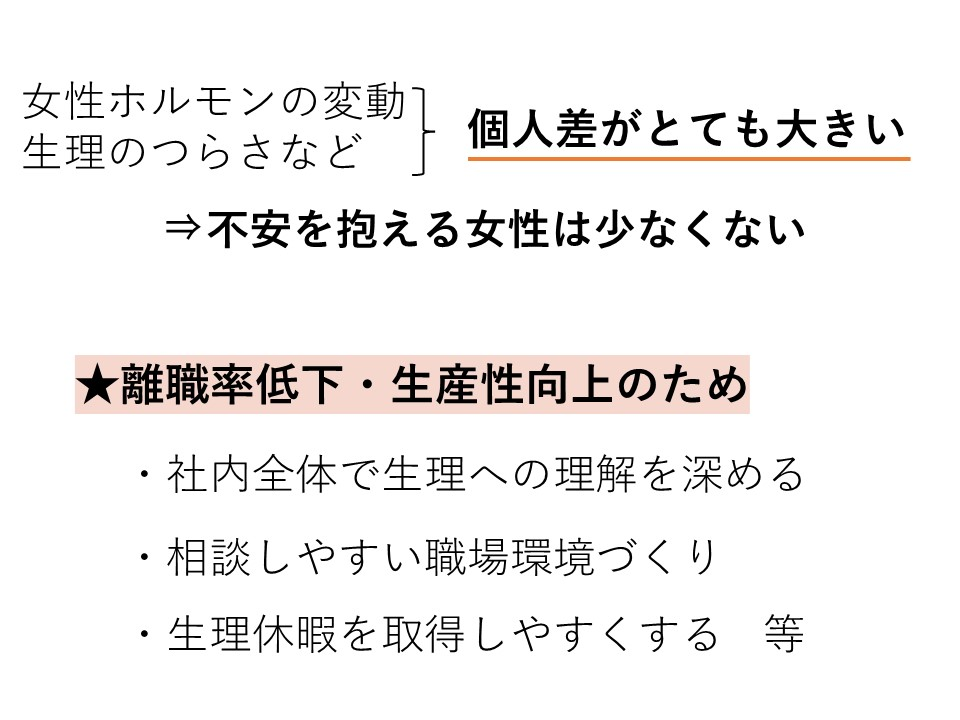 女性ホルモンの変動
生理のつらさなど
個人差がとても大きい
⇒不安を抱える女性は少なくない
★離職率低下・生産性向上のため
・社内全体で生理への理解を深める
・相談しやすい職場環境づくり
・生理休暇を取得しやすくする　等